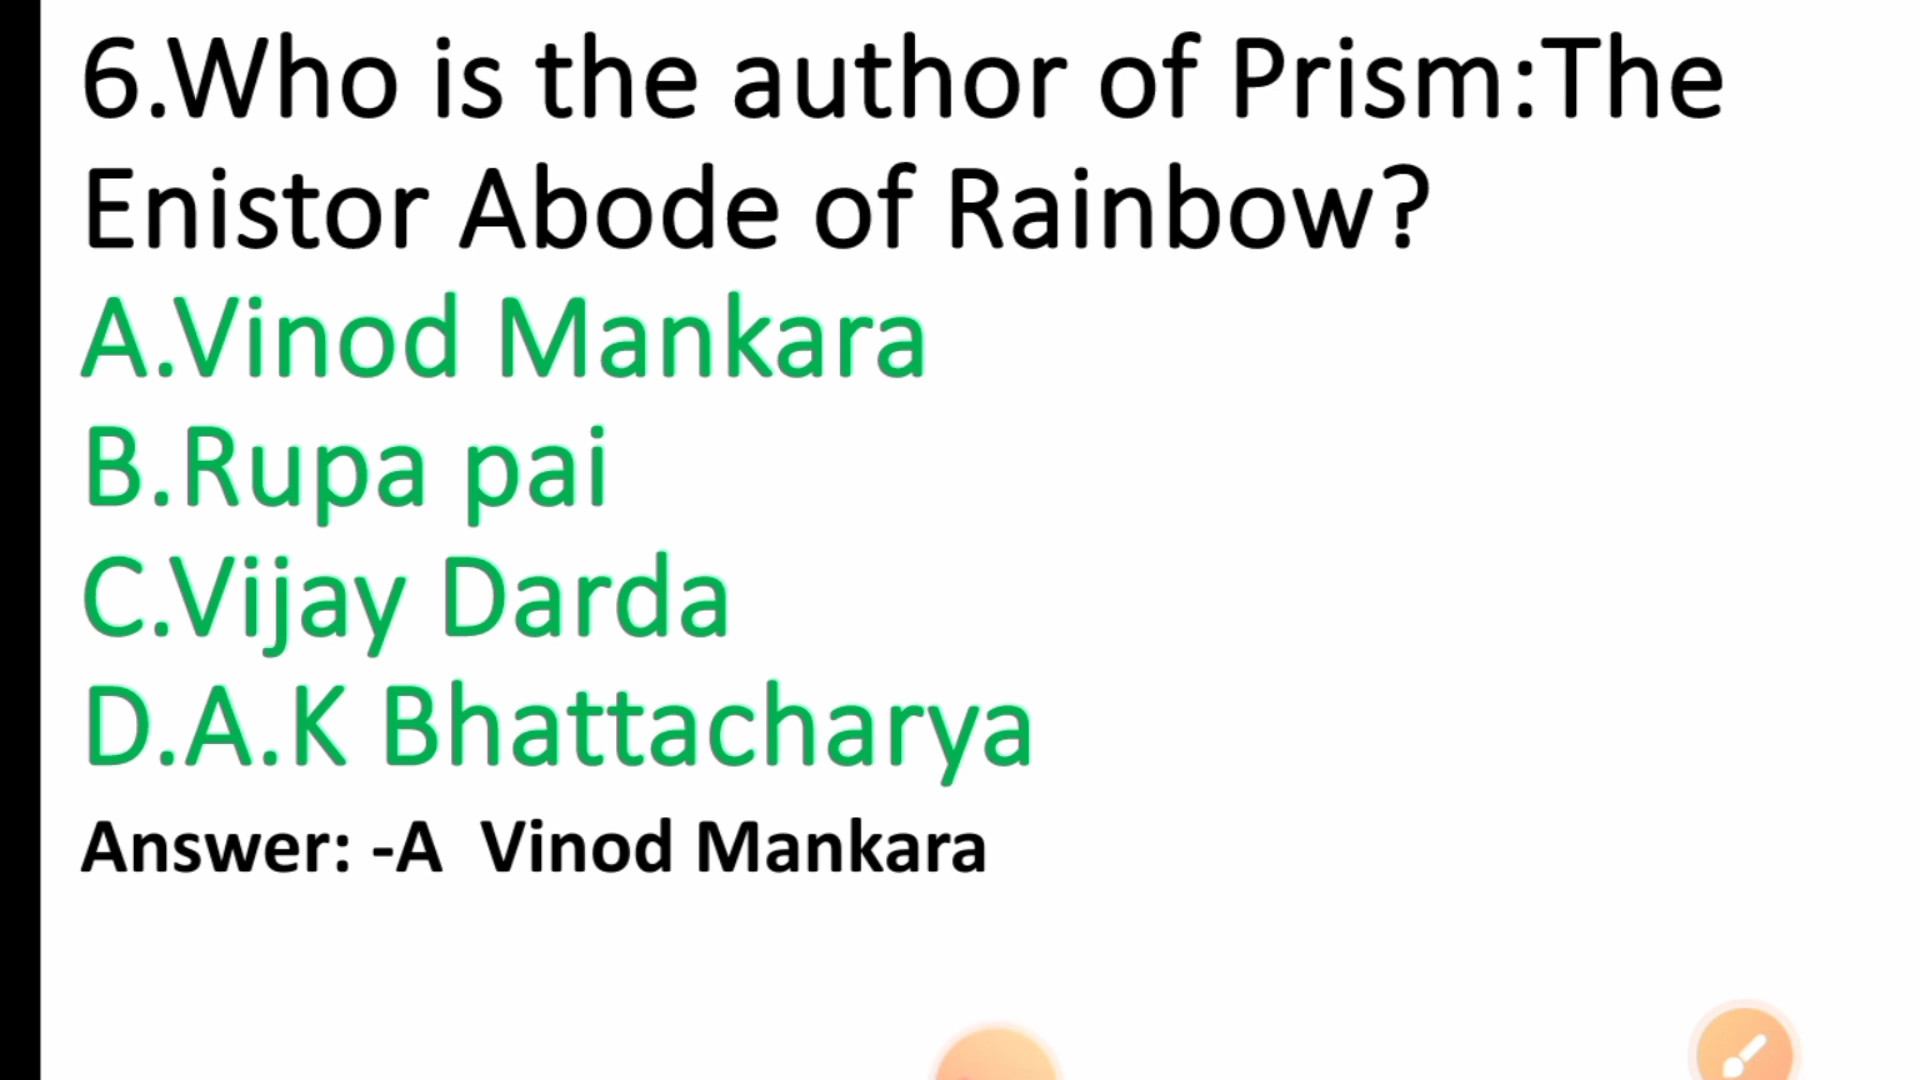 6.Who is the author of Prism:The
Enistor Abode of Rainbow?
A.Vinod Mankara
B.Rupa pai
C.Vijay Darda
D.A.K Bhattacharya
Answer: -A  Vinod Mankara